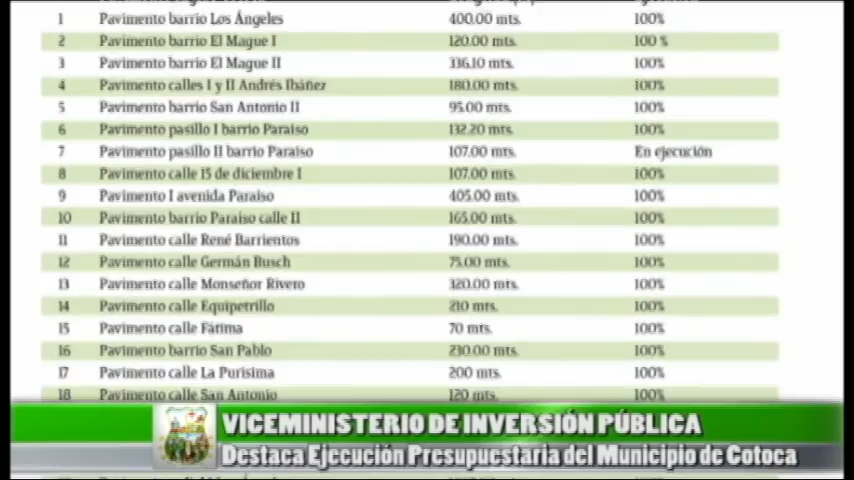 1 Pavimento barrio Los Ángeles 400.00 mts. 100%
2 Pavimento barrio El Mague I 120.00 mts. 100 %
3 Pavimento barrio El Mague II 336.10 mts. 100%
4 Pavimento calles I y II Andrés Ibáñez 180.00 mts. 100%
5 Pavimento barrio San Antonio II 95.00 mts. 100%
6 Pavimento pasillo I barrio Paraiso 132.20 mts. 100%
7 Pavimento pasillo II barrio Paraiso 107.00 mts. En ejecución
8 Pavimento calle 15 de diciembre I 107.00 mts. 100%
9 Pavimento I avenida Paraiso 405.00 mts. 100%
10 Pavimento barrio Paraiso calle II 165.00 mts. 100%
11 Pavimento calle René Barrientos 190.00 mts. 100%
12 Pavimento calle Germán Busch 75.00 mts. 100%
13 Pavimento calle Monseñor Rivero 320.00 mts. 100%
14 Pavimento calle Equipetrillo 210 mts. 100%
15 Pavimento calle Fátima 70 mts. 100%
16 Pavimento barrio San Pablo 230.00 mts. 100%
17 Pavimento calle La Purisima 200 mts. 100%
18 Pavimento calle San Antonio 120 mts. 100%
VICEMINISTERIO DE INVERSIÓN PÚBLICA
Destaca Ejecución Presupuestaria del Municipio de Cotoca